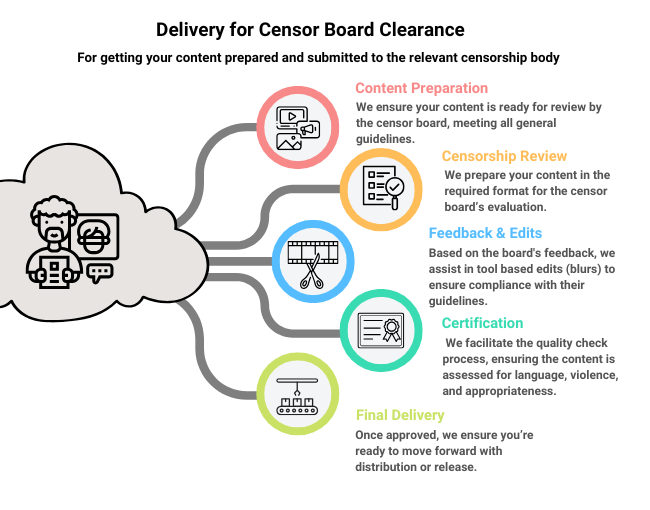 Delivery for Censor Board Clearance
For getting your content prepared and submitted to the relevant censorship body
Content Preparation
We ensure your content is ready for review by
the censor board, meeting all general
guidelines.
Censorship Review
We prepare your content in the
required format for the censor
board's evaluation.
Feedback & Edits
Based on the board's feedback, we
assist in tool based edits (blurs) to
ensure compliance with their
guidelines.
Certification
We facilitate the quality check
process, ensuring the content is
assessed for language, violence,
and appropriateness.
Final Delivery
Once approved, we ensure you're
ready to move forward with
distribution or release.